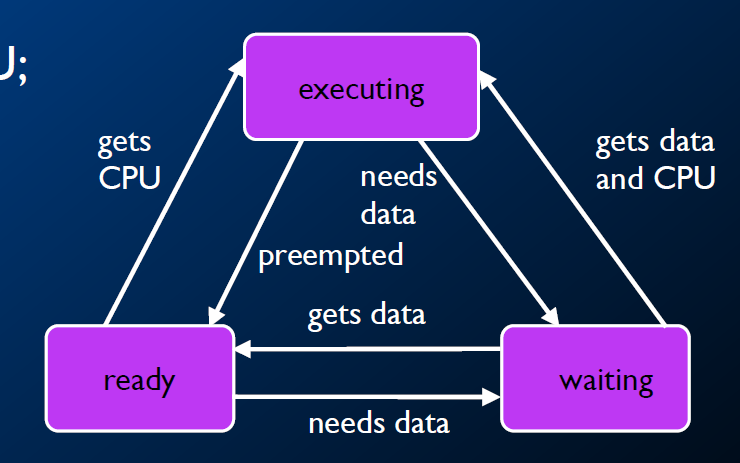 U;
executing
gets
CPU
gets data
and CPU
needs
data
preempted
gets data
ready
waiting
needs data